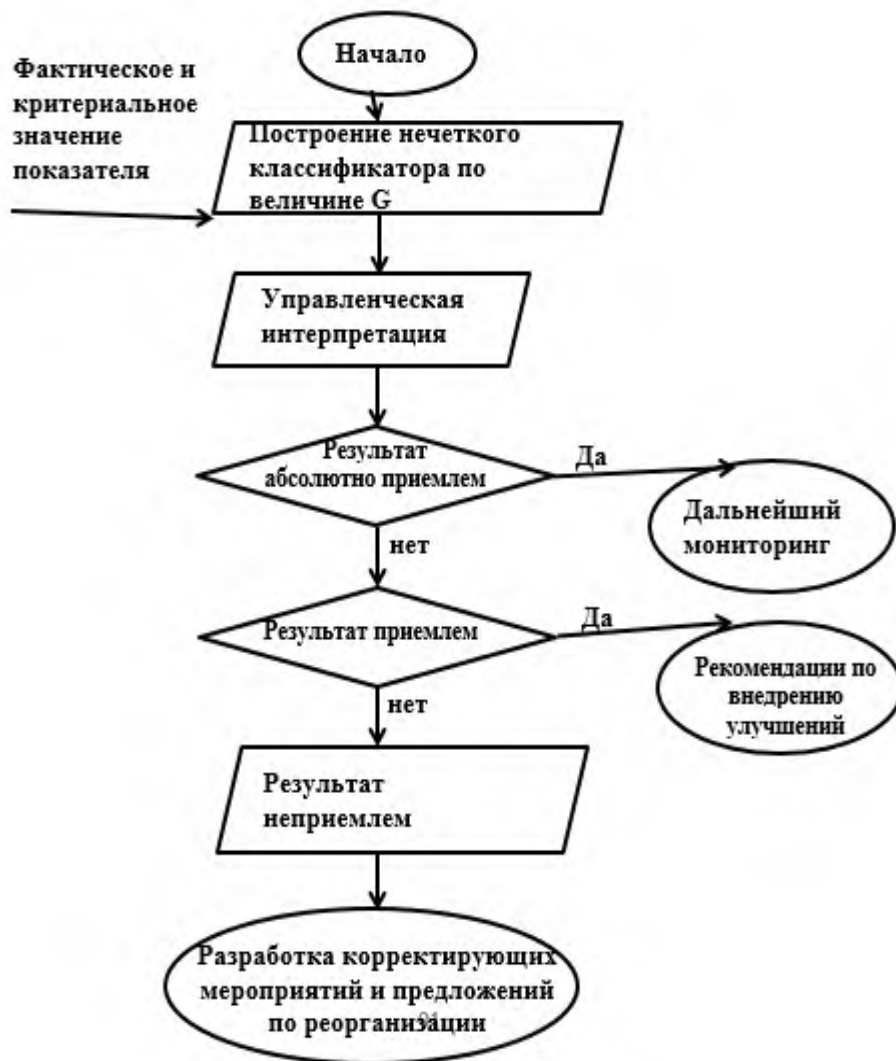 Начало
Фактическое и
критериальное
значение
показателя
Построение нечеткого
классификатора по
величине G
Управленческая
интерпретация
Результат
абсолютно приемлем
Да
Дальнейший
мониторинг
нет
Результат приемлем
Да
Рекомендации по
внедрению
улучшений
нет
Результат
неприемлем
Разработка корректирующих
мероприятий и предложений
по реорганизации